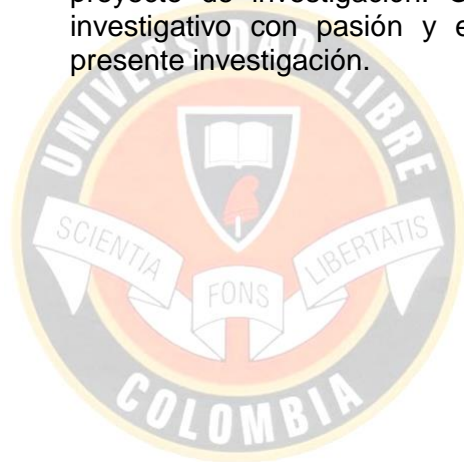 proyecto de investigación.
investigativo con pasión y
presente investigación.
UNIVERSIDAD LIBRE
SCIENTIA
FONS
LIBERTATIS
COLOMBIA